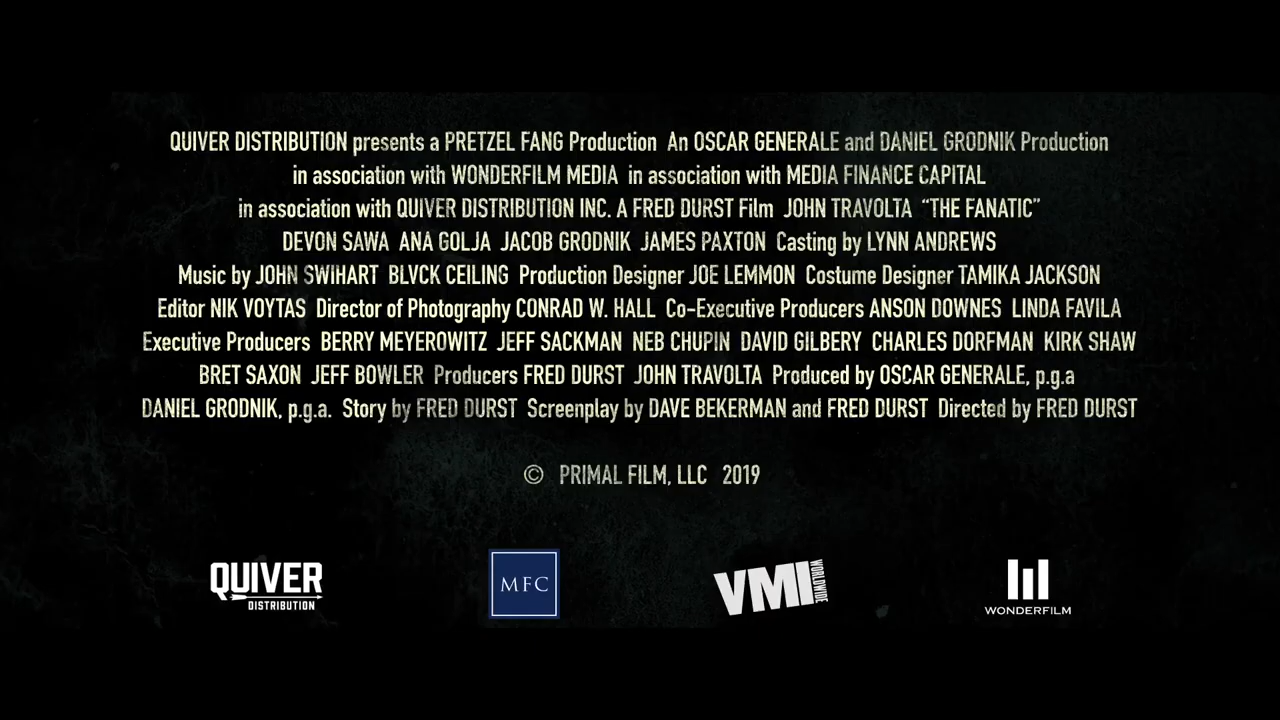 QUIVER DISTRIBUTION presents a PRETZEL FANG Production An OSCAR GENERALE and DANIEL GRODNIK Production
in association with WONDERFILM MEDIA in association with MEDIA FINANCE CAPITAL
in association with QUIVER DISTRIBUTION INC. A FRED DURST Film JOHN TRAVOLTA “THE FANATIC”
DEVON SAWA ANA GOLJA JACOB GRODNIK JAMES PAXTON Casting by LYNN ANDREWS
Music by JOHN SWIHART BLVCK CEILING Production Designer JOE LEMMON Costume Designer TAMIKA JACKSON
Editor NIK VOYTAS Director of Photography CONRAD W. HALL Co-Executive Producers ANSON DOWNES LINDA FAVILA
Executive Producers BERRY MEYEROWITZ JEFF SACKMAN NEB CHUPIN DAVID GILBERY CHARLES DORFMAN KIRK SHAW
BRET SAXON JEFF BOWLER Producers FRED DURST JOHN TRAVOLTA Produced by OSCAR GENERALE, p.g.a
DANIEL GRODNIK, p.g.a. Story by FRED DURST Screenplay by DAVE BEKERMAN and FRED DURST Directed by FRED DURST
© PRIMAL FILM, LLC 2019
QUIVER
DISTRIBUTION
MFC
VMI
WORLDWIDE
WONDERFILM